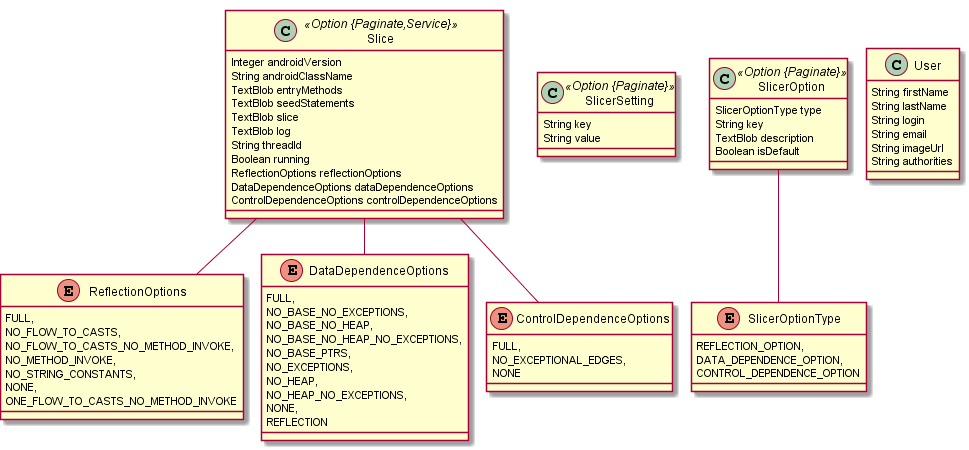 C «Option {Paginate,Service}»
Slice
Integer androidVersion
String androidClassName
TextBlob entryMethods
TextBlob seedStatements
TextBlob slice
TextBlob log
String threadId
Boolean running
ReflectionOptions reflectionOptions
DataDependenceOptions dataDependenceOptions
ControlDependenceOptions controlDependenceOptions
C «Option {Paginate}»
SlicerSetting
String key
String value
C «Option {Paginate}»
SlicerOption
SlicerOptionType type
String key
TextBlob description
Boolean isDefault
C User
String firstName
String lastName
String login
String email
String imageUrl
String authorities
E ReflectionOptions
FULL,
NO_FLOW_TO_CASTS,
NO_FLOW_TO_CASTS_NO_METHOD_INVOKE,
NO_METHOD_INVOKE,
NO_STRING_CONSTANTS,
NONE,
ONE_FLOW_TO_CASTS_NO_METHOD_INVOKE
E DataDependenceOptions
FULL,
NO_BASE_NO_EXCEPTIONS,
NO_BASE_NO_HEAP,
NO_BASE_NO_HEAP_NO_EXCEPTIONS,
NO_BASE_PTRS,
NO_EXCEPTIONS,
NO_HEAP,
NO_HEAP_NO_EXCEPTIONS,
NONE,
REFLECTION
E ControlDependenceOptions
FULL,
NO_EXCEPTIONAL_EDGES,
NONE
E SlicerOptionType
REFLECTION_OPTION,
DATA_DEPENDENCE_OPTION,
CONTROL_DEPENDENCE_OPTION